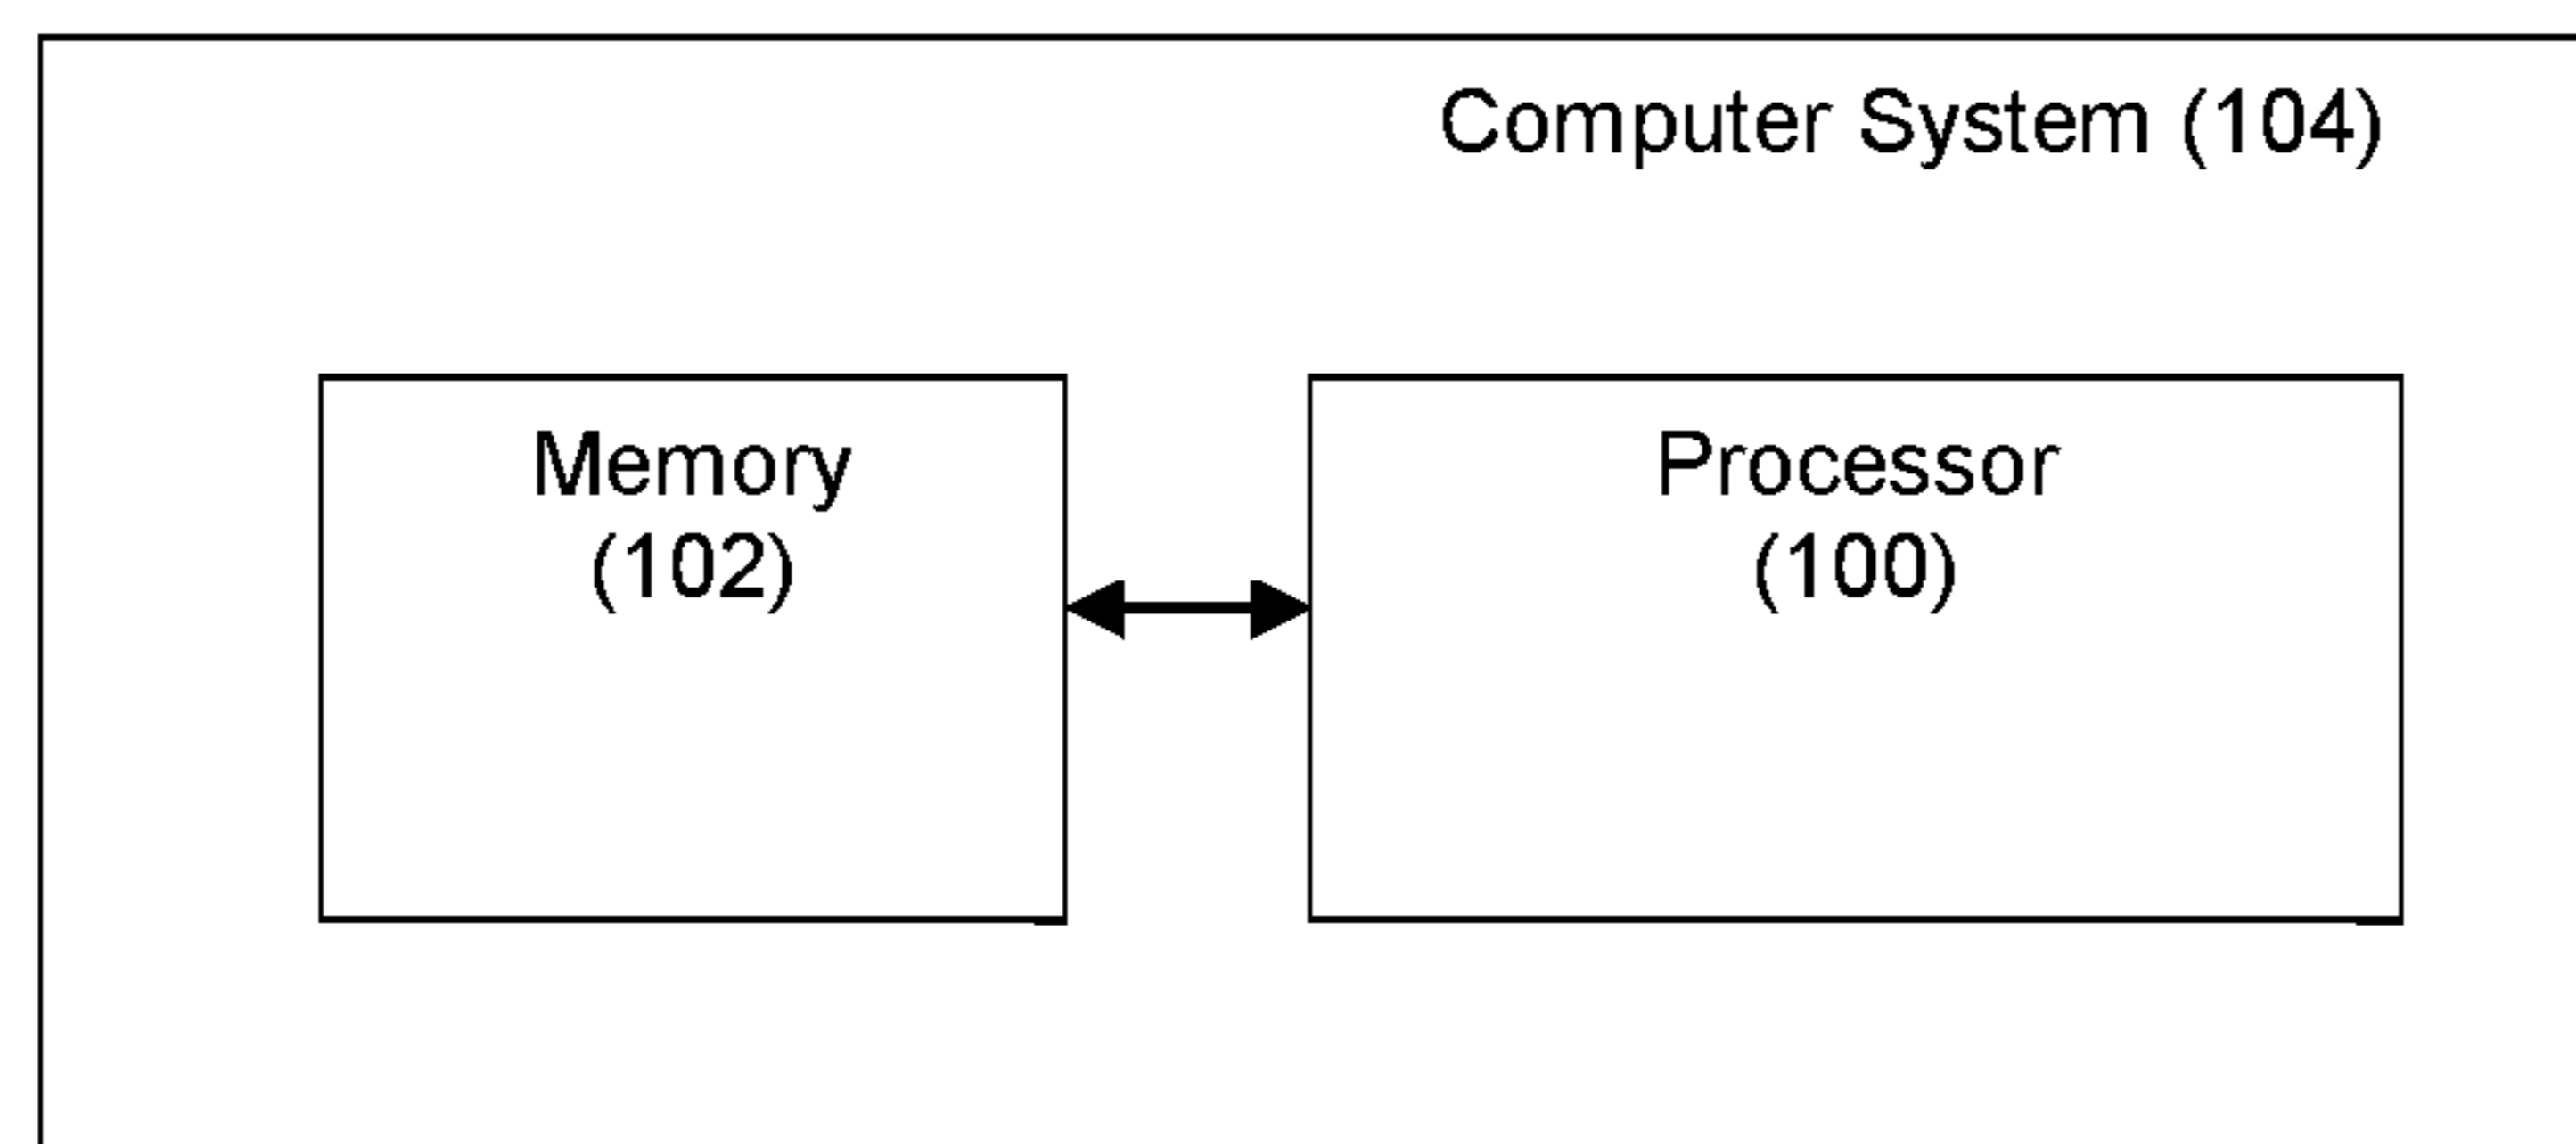 Computer System (104)
Memory
(102)
Processor
(100)